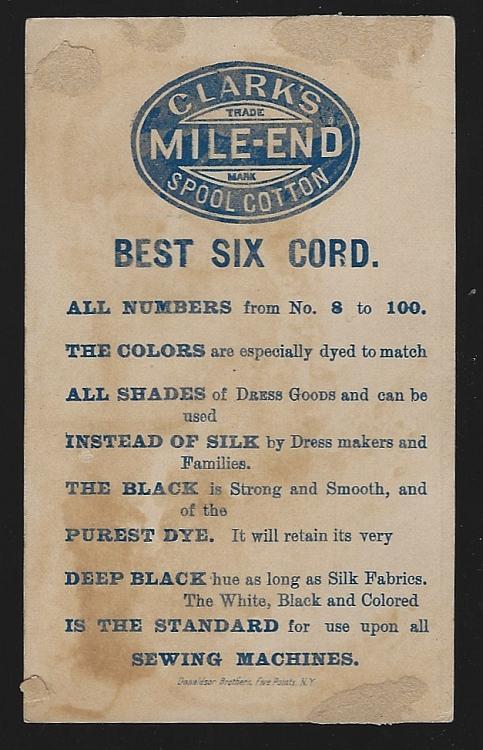 CLARK'S
TRADE
MILE-END
MARK
SPOOL COTTON
BEST SIX CORD.
ALL NUMBERS from No. 8 to 100.
THE COLORS are especially dyed to match
ALL SHADES of DRESS GOODS and can be
used
INSTEAD OF SILK by Dress makers and
Families.
THE BLACK is Strong and Smooth, and
of the
PUREST DYE. It will retain its very
DEEP BLACK hue as long as Silk Fabrics.
The White, Black and Colored
IS THE STANDARD for use upon all
SEWING MACHINES.
Donaldson Brothers, Five Points, N.Y.